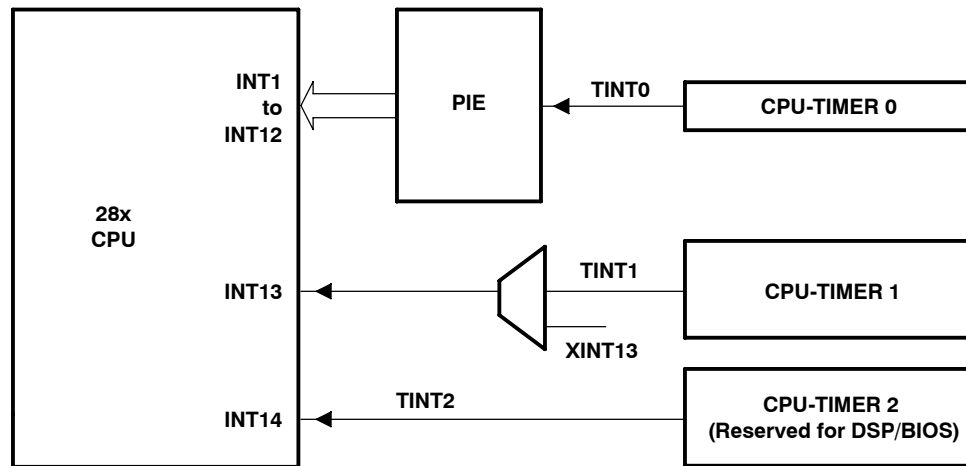 INT1
to
INT12
PIE
TINT0
CPU-TIMER 0
28x
CPU
INT13
TINT1
XINT13
CPU-TIMER 1
INT14
TINT2
CPU-TIMER 2
(Reserved for DSP/BIOS)